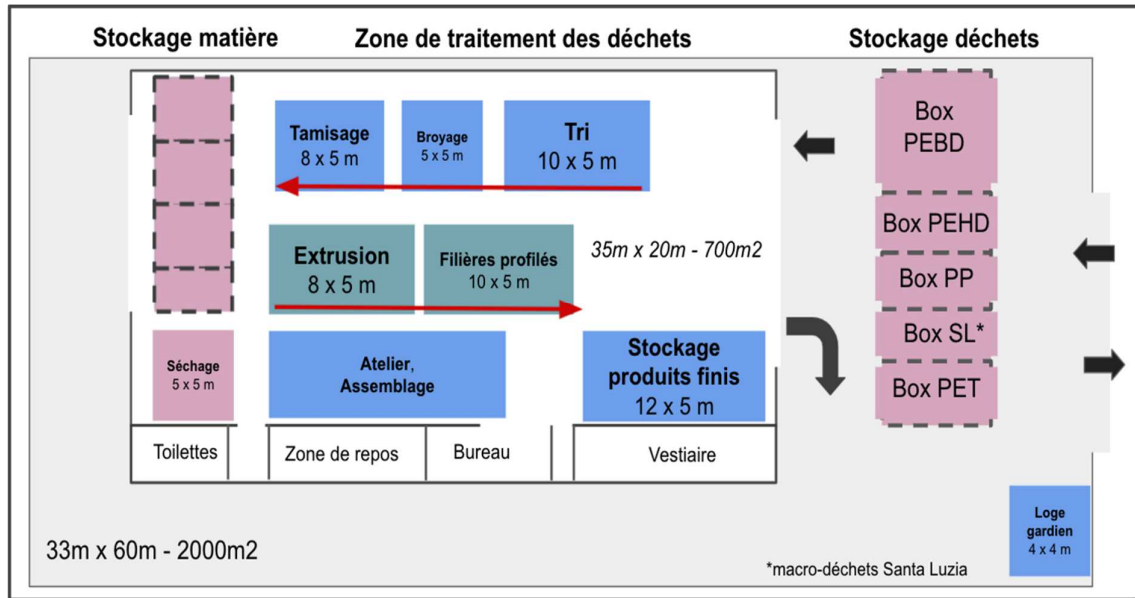 Stockage matière
Zone de traitement des déchets
Stockage déchets
Tamisage
8 x 5 m
Broyage
5 x 5 m
Tri
10 x 5 m
Box
PEBD
Extrusion
8 x 5 m
Filières profilés
10 x 5 m
35m x 20m - 700m2
Box PEHD
Box PP
Box SL*
Box PET
Séchage
5 x 5 m
Atelier,
Assemblage
Stockage
produits finis
12 x 5 m
Toilettes
Zone de repos
Bureau
Vestiaire
Loge
gardien
4 x 4 m
33m x 60m - 2000m2
*macro-déchets Santa Luzia